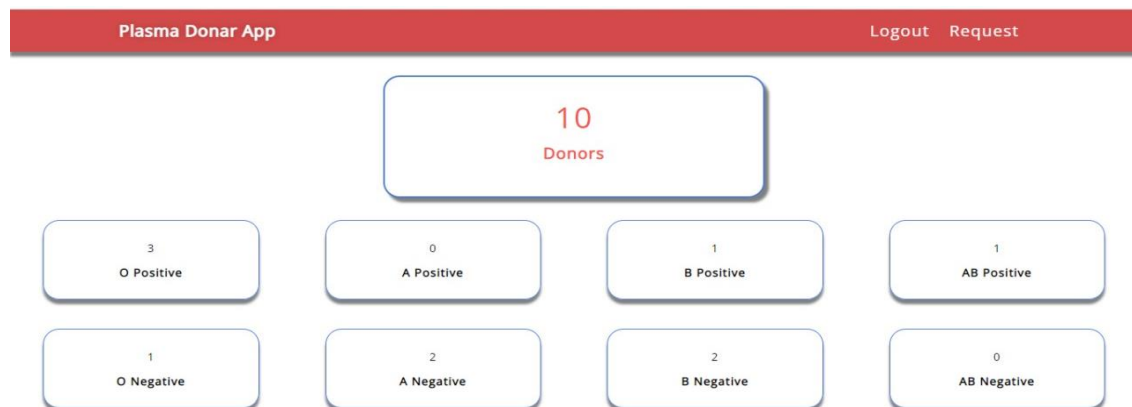 Plasma Donar App Logout Request
10
Donors
3 0 1 1
O Positive A Positive B Positive AB Positive
1 2 2 0
O Negative A Negative B Negative AB Negative